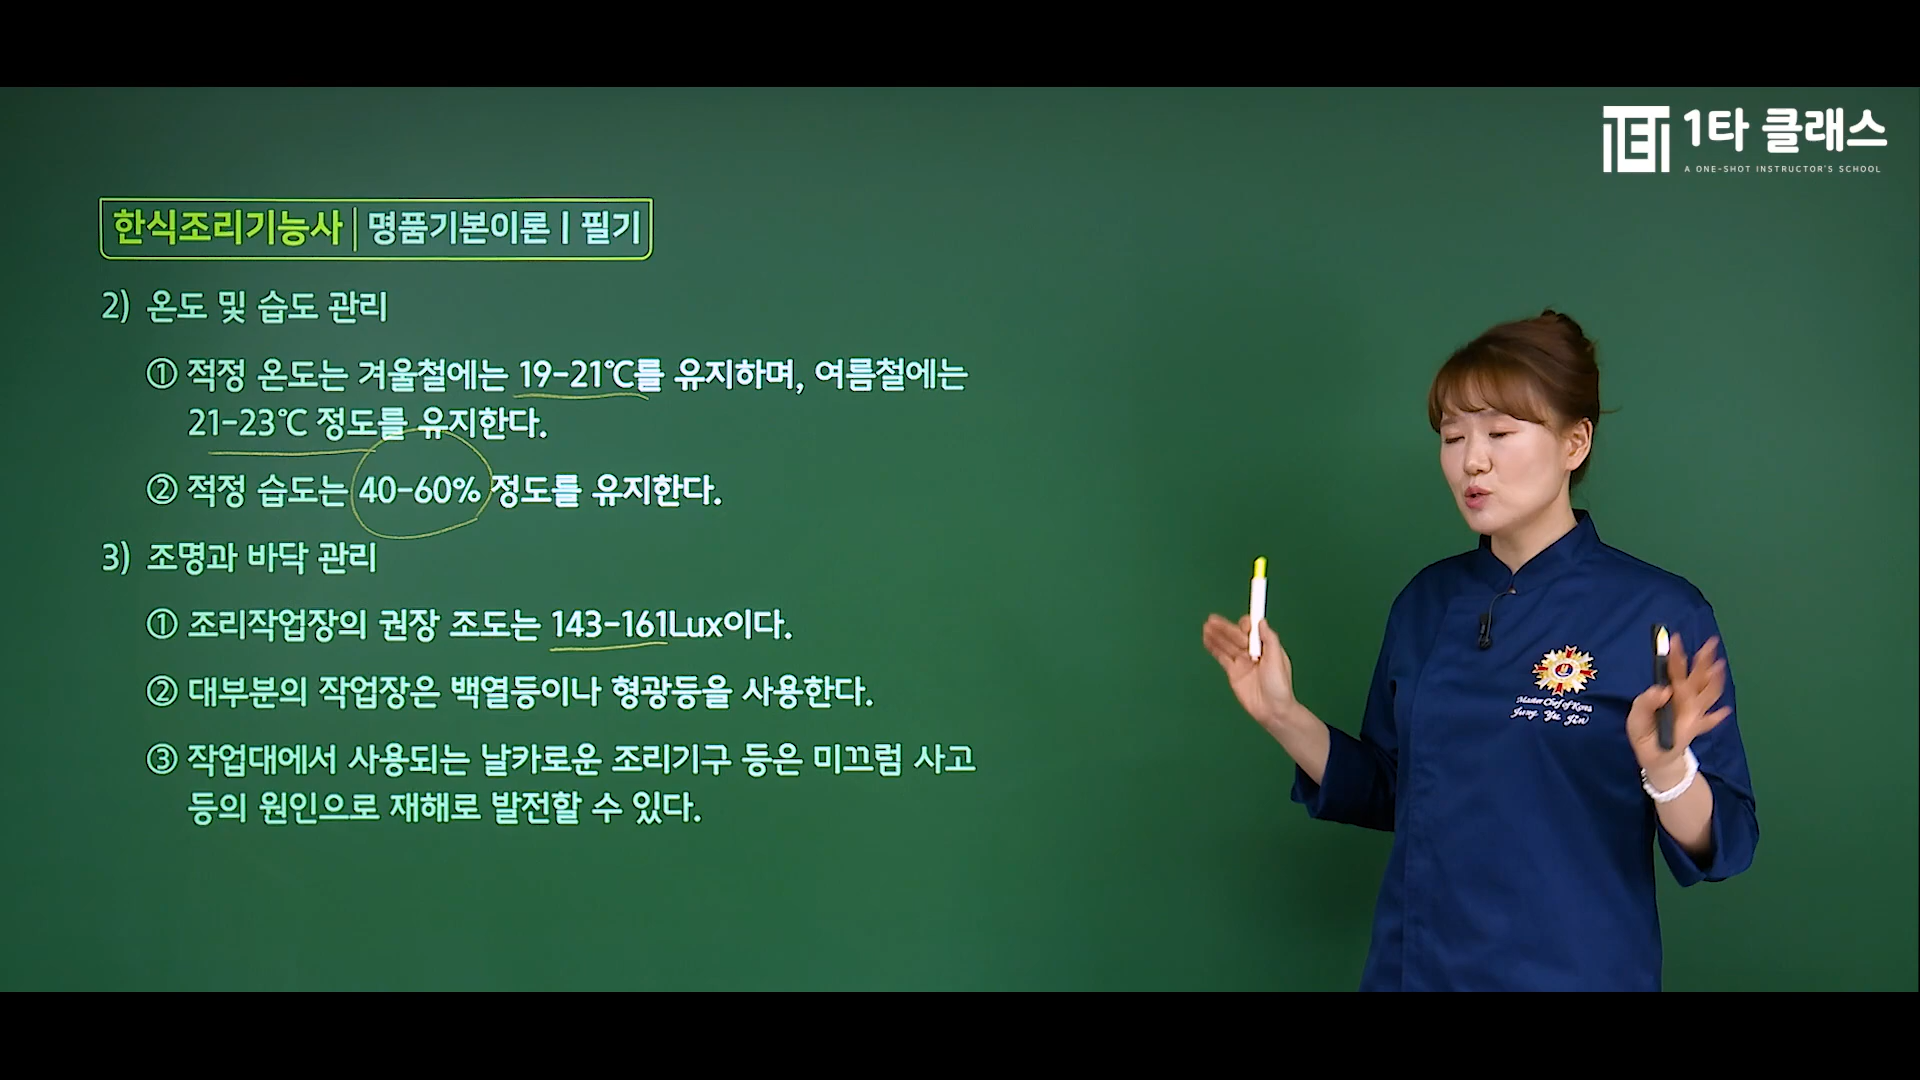 1타 클래스
A ONE-SHOT INSTRUCTOR'S SCHOOL
한식조리기능사 | 명품기본이론 | 필기
2) 온도 및 습도 관리
① 적정 온도는 겨울철에는 19-21℃를 유지하며, 여름철에는
21-23℃ 정도를 유지한다.
② 적정 습도는 40-60% 정도를 유지한다.
3) 조명과 바닥 관리
① 조리작업장의 권장 조도는 143-161Lux이다.
② 대부분의 작업장은 백열등이나 형광등을 사용한다.
③ 작업대에서 사용되는 날카로운 조리기구 등은 미끄럼 사고
등의 원인으로 재해로 발전할 수 있다.
Master Chef of Korea
Jung Yu Jin